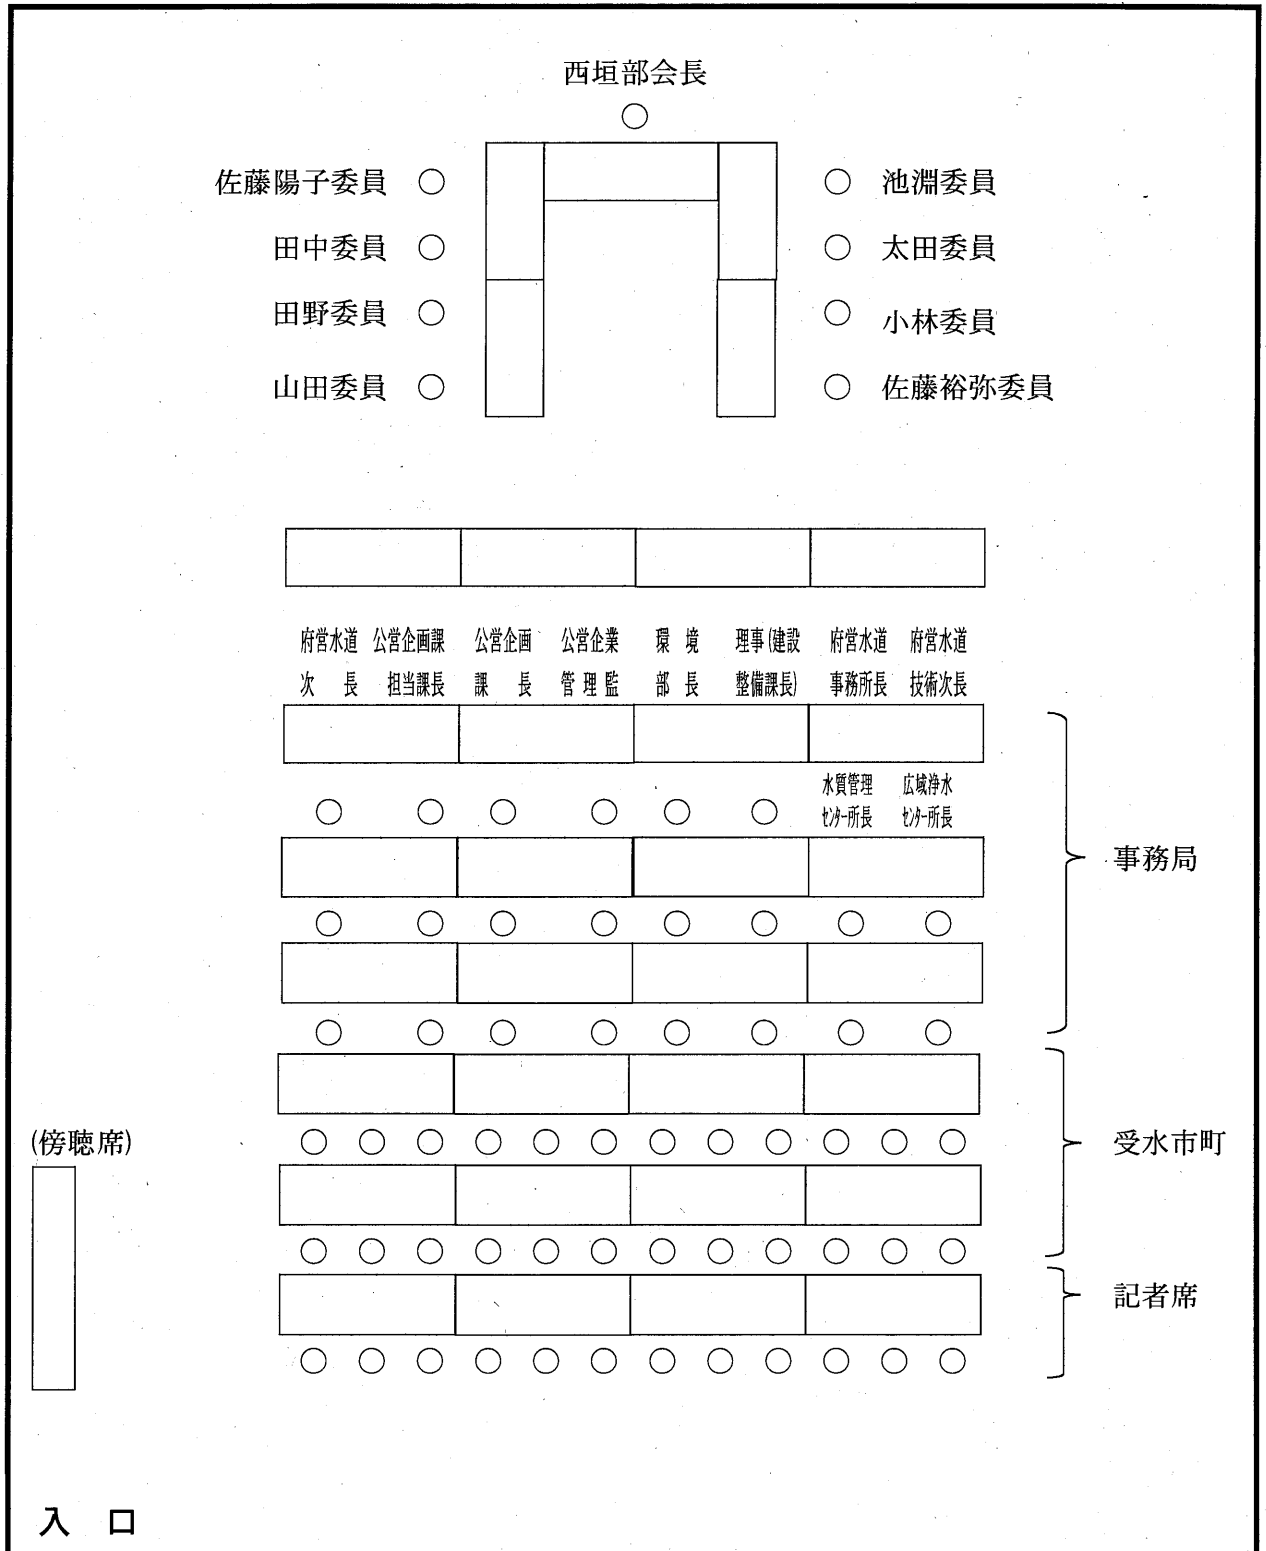 西垣部会長
佐藤陽子委員 ○ ○ 池淵委員
田中委員 ○ ○ 太田委員
田野委員 ○ ○ 小林委員
山田委員 ○ ○ 佐藤裕弥委員
府営水道 公営企画課 公営企画 公営企業 環境 理事(建設 府営水道 府営水道
次長 担当課長 課長 管理監 部長 整備課長) 事務所長 技術次長
水質管理 広域浄水
センター所長 センター所長
事務局
(傍聴席)
受水市町
記者席
入口